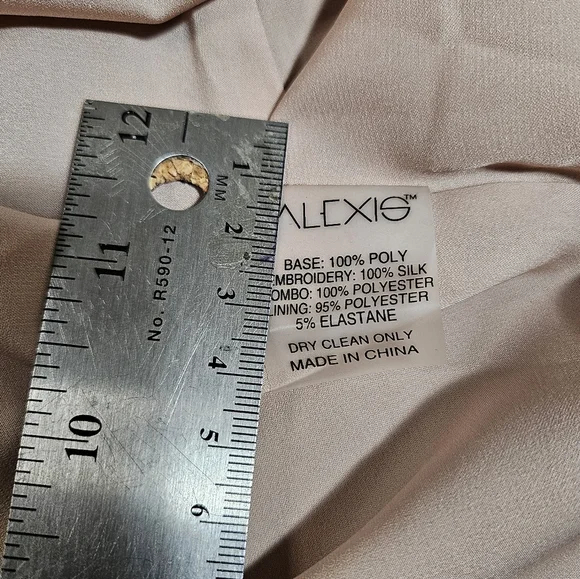 12
1
MM
2
11
No. R590-12
3
4
10
5
6
ALEXIS™
BASE: 100% POLY
EMBROIDERY: 100% SILK
OMBO: 100% POLYESTER
INING: 95% POLYESTER
5% ELASTANE
DRY CLEAN ONLY
MADE IN CHINA